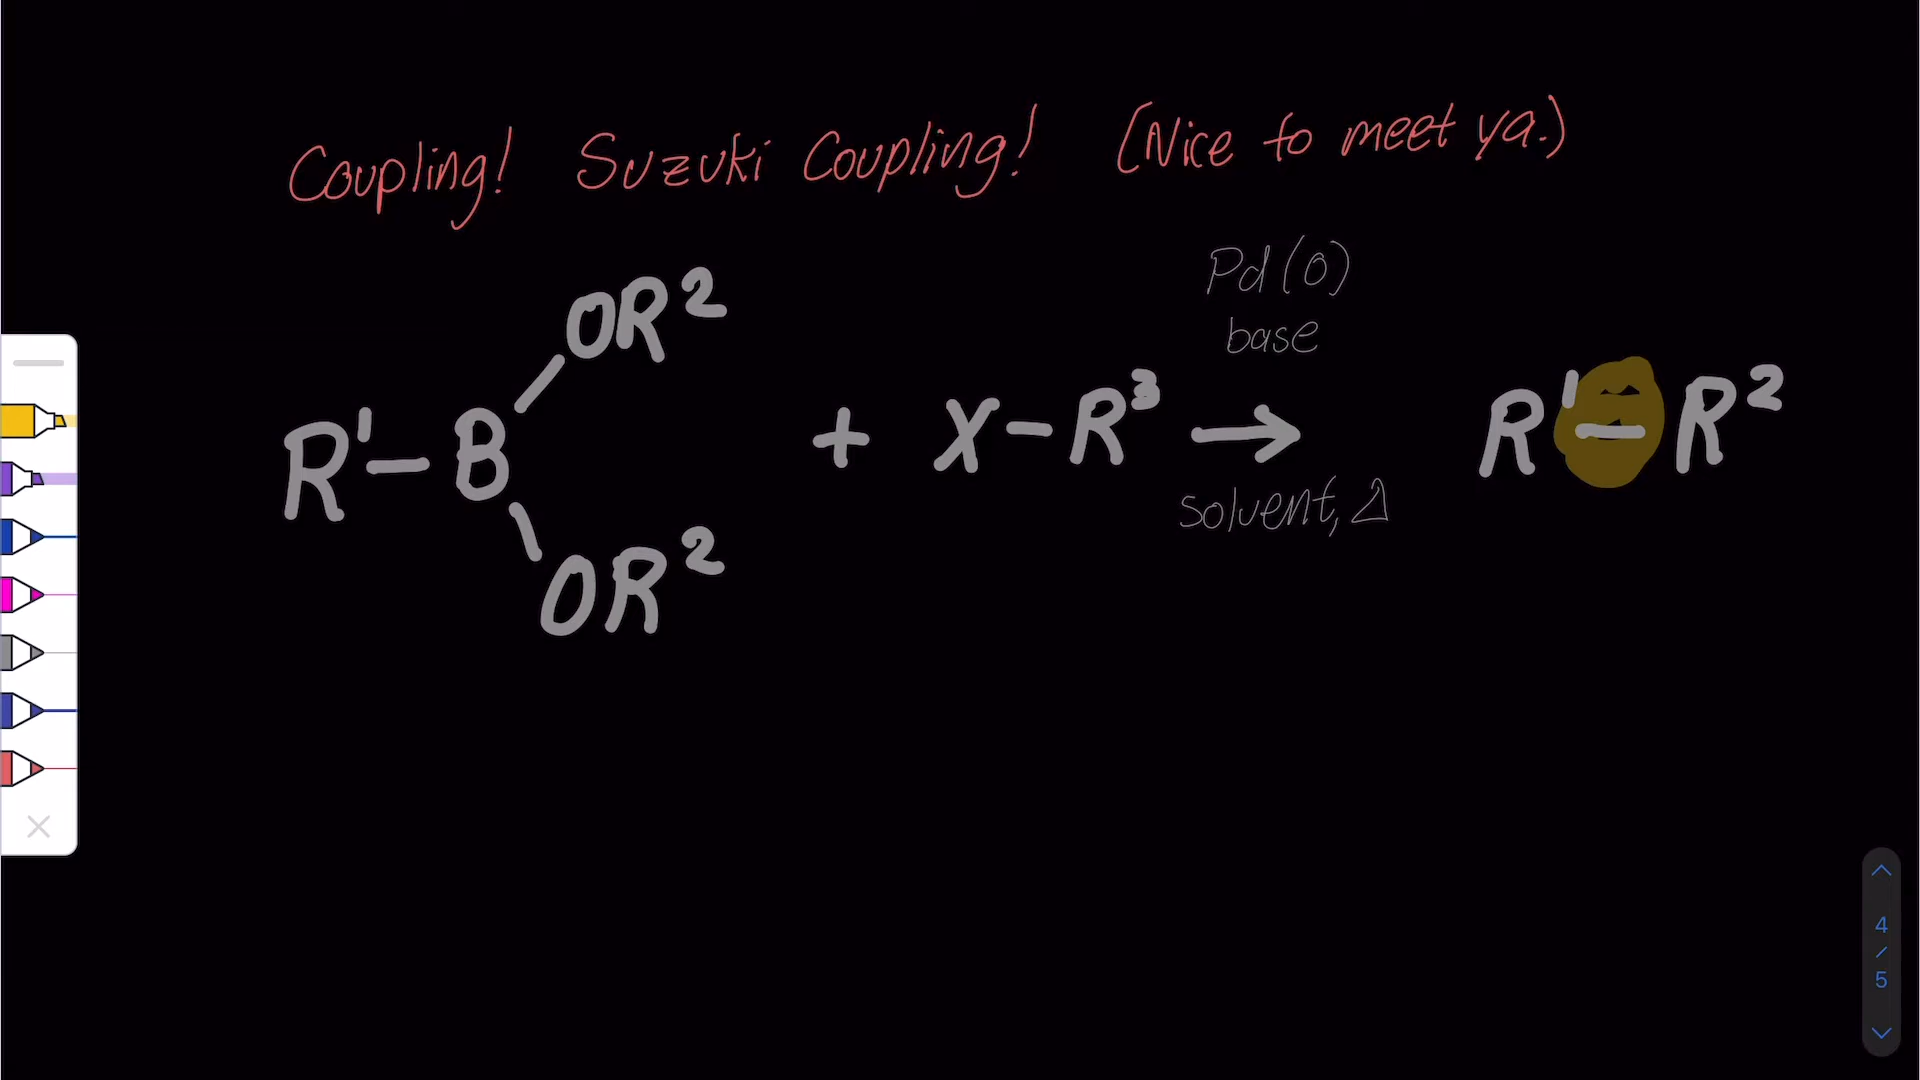 Coupling! Suzuki Coupling! (Nice to meet ya.)
OR²
Pd(0)
base
R¹-B + X-R³ → R¹-R²
solvent, Δ
OR²
4
/
5